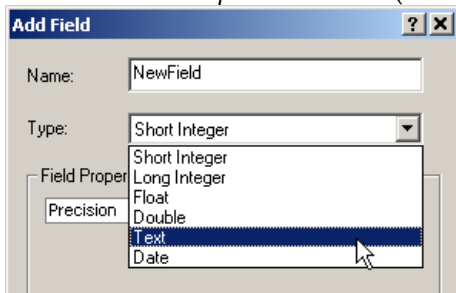 Add Field
Name: NewField
Type: Short Integer
Short Integer
Field Proper Long Integer
Float
Precision
Double
Text
Date